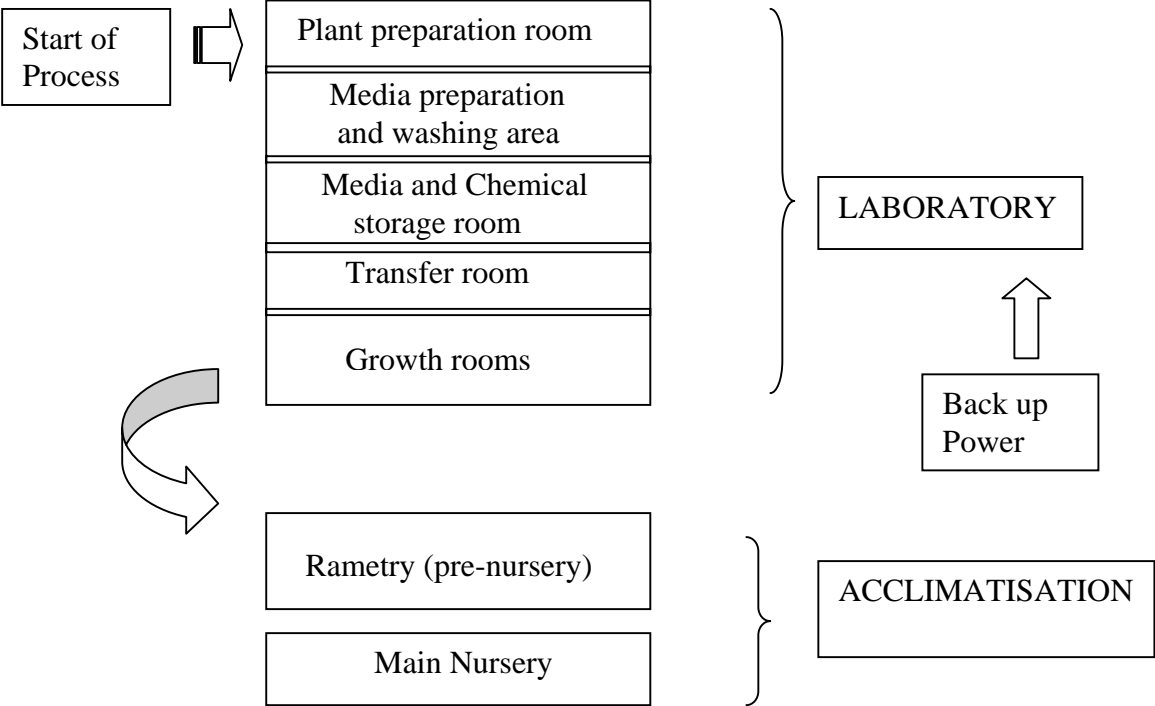 Start of
Process
Plant preparation room
Media preparation
and washing area
Media and Chemical
storage room
Transfer room
Growth rooms
LABORATORY
Back up
Power
Rametry (pre-nursery)
Main Nursery
ACCLIMATISATION